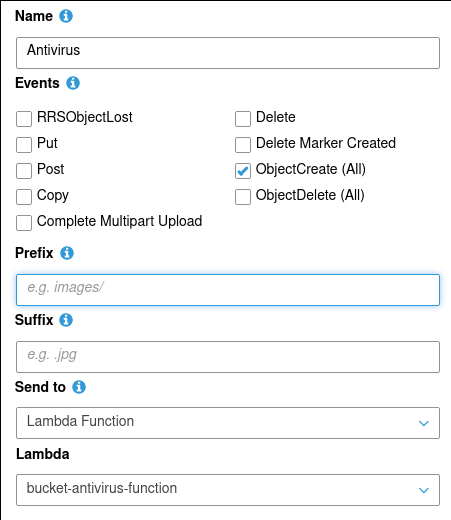 Name
Antivirus
Events
RRSObjectLost
Delete
Put
Delete Marker Created
Post
ObjectCreate (All)
Copy
ObjectDelete (All)
Complete Multipart Upload
Prefix
e.g. images/
Suffix
e.g. .jpg
Send to
Lambda Function
Lambda
bucket-antivirus-function